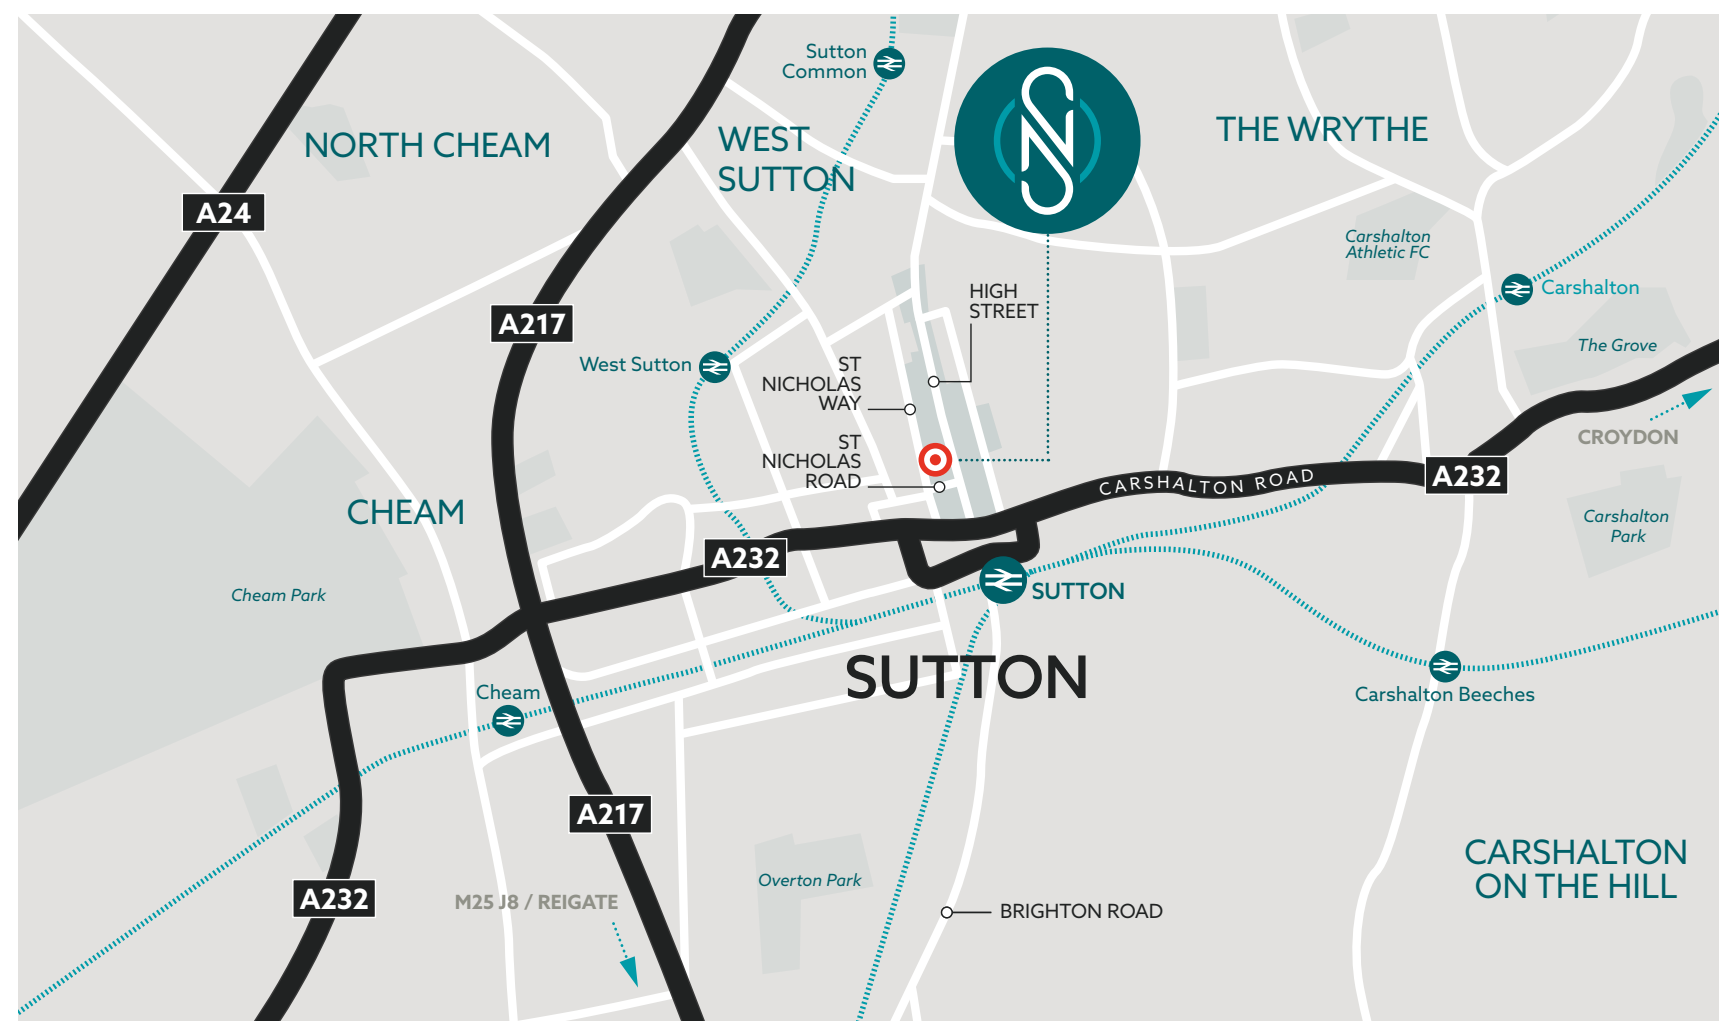 Sutton
Common
NORTH CHEAM
WEST
SUTTON
THE WRYTHE
A24
Carshalton
Athletic FC
Carshalton
HIGH
STREET
A217
The Grove
West Sutton
ST
NICHOLAS
WAY
CROYDON
ST
NICHOLAS
ROAD
A232
CARSHALTON ROAD
CHEAM
Carshalton
Park
A232
Cheam Park
SUTTON
SUTTON
Cheam
Carshalton Beeches
A217
CARSHALTON
ON THE HILL
Overton Park
A232
M25 J8 / REIGATE
BRIGHTON ROAD